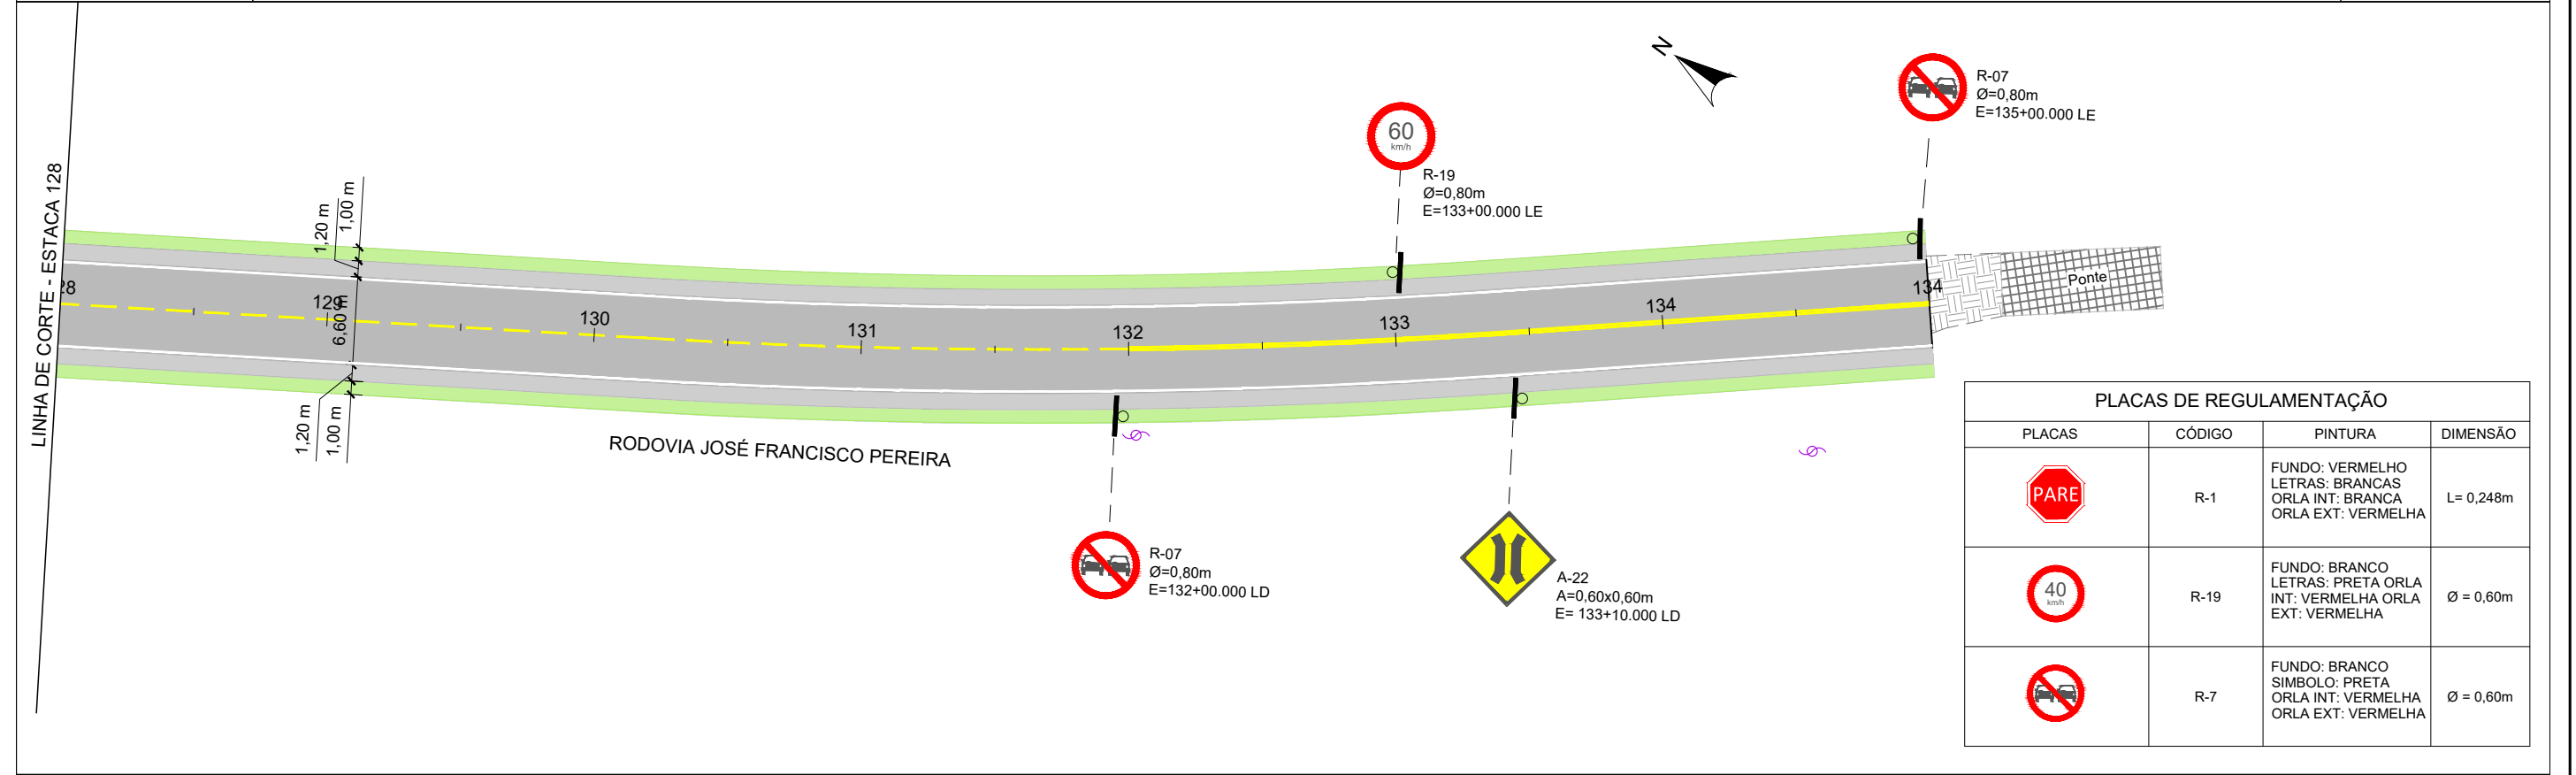 LINHA DE CORTE - ESTACA 128
28
129
130
131
132
133
134
134
1,20 m
1,00 m
6,60 m
1,20 m
1,00 m
RODOVIA JOSÉ FRANCISCO PEREIRA
N
60
km/h
R-19
Ø=0,80m
E=133+00.000 LE
R-07
Ø=0,80m
E=135+00.000 LE
Ponte
R-07
Ø=0,80m
E=132+00.000 LD
A-22
A=0,60x0,60m
E= 133+10.000 LD
PLACAS DE REGULAMENTAÇÃO
PLACAS CÓDIGO PINTURA DIMENSÃO
PARE
R-1
FUNDO: VERMELHO
LETRAS: BRANCAS
ORLA INT: BRANCA
ORLA EXT: VERMELHA
L= 0,248m
40
km/h
R-19
FUNDO: BRANCO
LETRAS: PRETA ORLA
INT: VERMELHA ORLA
EXT: VERMELHA
Ø = 0,60m
R-7
FUNDO: BRANCO
SIMBOLO: PRETA
ORLA INT: VERMELHA
ORLA EXT: VERMELHA
Ø = 0,60m